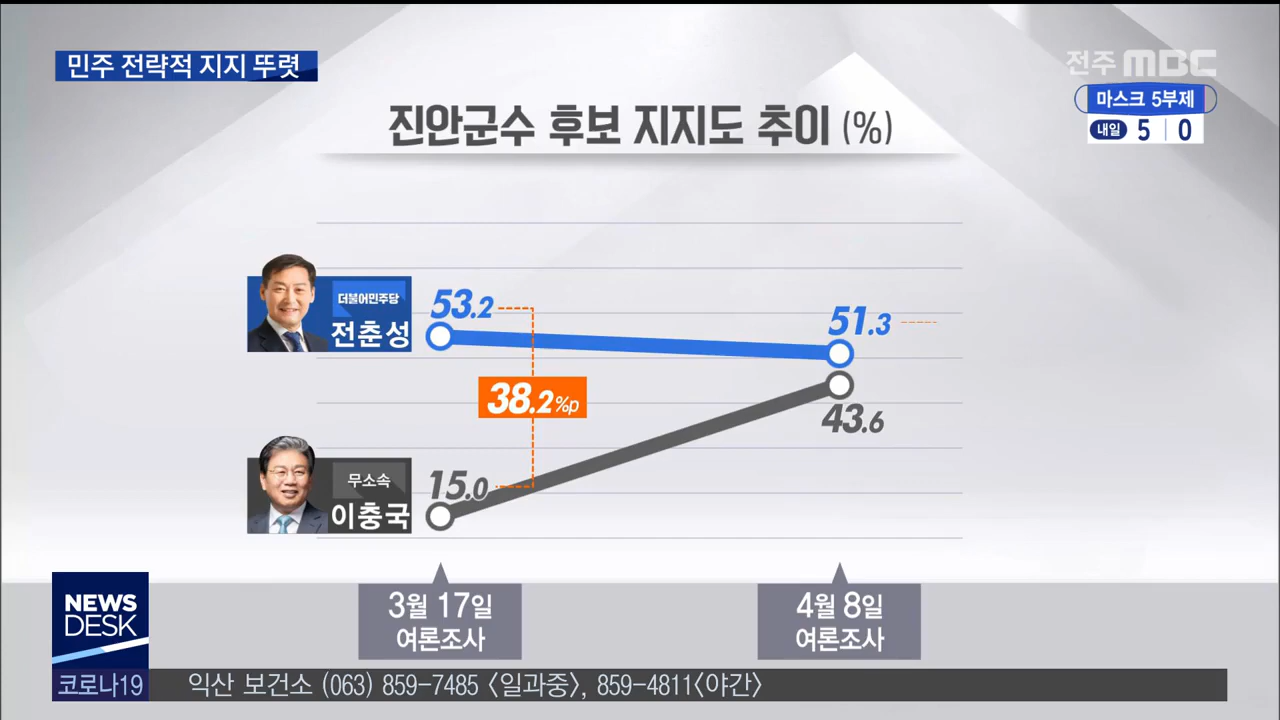 민주 전략적 지지 뚜렷
전주 MBC
마스크 5부제
내일 5 0
진안군수 후보 지지도 추이 (%)
더불어민주당
전춘성
53.2
51.3
38.2%p
43.6
무소속
이충국
15.0
3월 17일
여론조사
4월 8일
여론조사
NEWS
DESK
코로나19
익산 보건소 (063) 859-7485 <일과중>, 859-4811<야간>